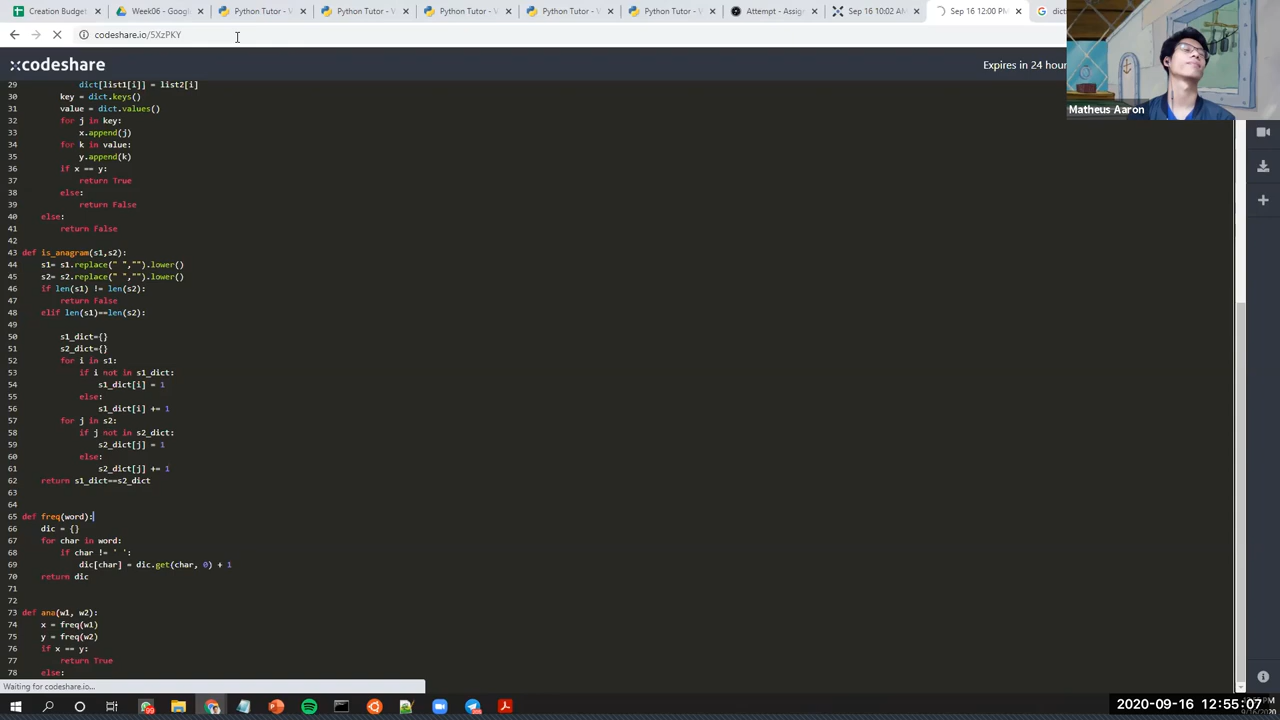 Creation Budget
Week06 - Googl
Python Tutor - V
Python Tutor - V
Python Tutor - V
Python Tutor - V
Python Tutor - V
Attempt - Assign
Sep 16 10:02 AM
Sep 16 12:00 PM
dict
codeshare.io/5XzPKY
codeshare
Expires in 24 hour
Matheus Aaron
29 dict[list1[i]] = list2[i]
30 key = dict.keys()
31 value = dict.values()
32 for j in key:
33 x.append(j)
34 for k in value:
35 y.append(k)
36 if x == y:
37 return True
38 else:
39 return False
40 else:
41 return False
42
43 def is_anagram(s1,s2):
44 s1= s1.replace(" ","").lower()
45 s2= s2.replace(" ","").lower()
46 if len(s1) != len(s2):
47 return False
48 elif len(s1)==len(s2):
49
50 s1_dict={}
51 s2_dict={}
52 for i in s1:
53 if i not in s1_dict:
54 s1_dict[i] = 1
55 else:
56 s1_dict[i] += 1
57 for j in s2:
58 if j not in s2_dict:
59 s2_dict[j] = 1
60 else:
61 s2_dict[j] += 1
62 return s1_dict==s2_dict
63
64
65 def freq(word):
66 dic = {}
67 for char in word:
68 if char != ' ':
69 dic[char] = dic.get(char, 0) + 1
70 return dic
71
72
73 def ana(w1, w2):
74 x = freq(w1)
75 y = freq(w2)
76 if x == y:
77 return True
78 else:
Waiting for codeshare.io...
2020-09-16 12:55:07